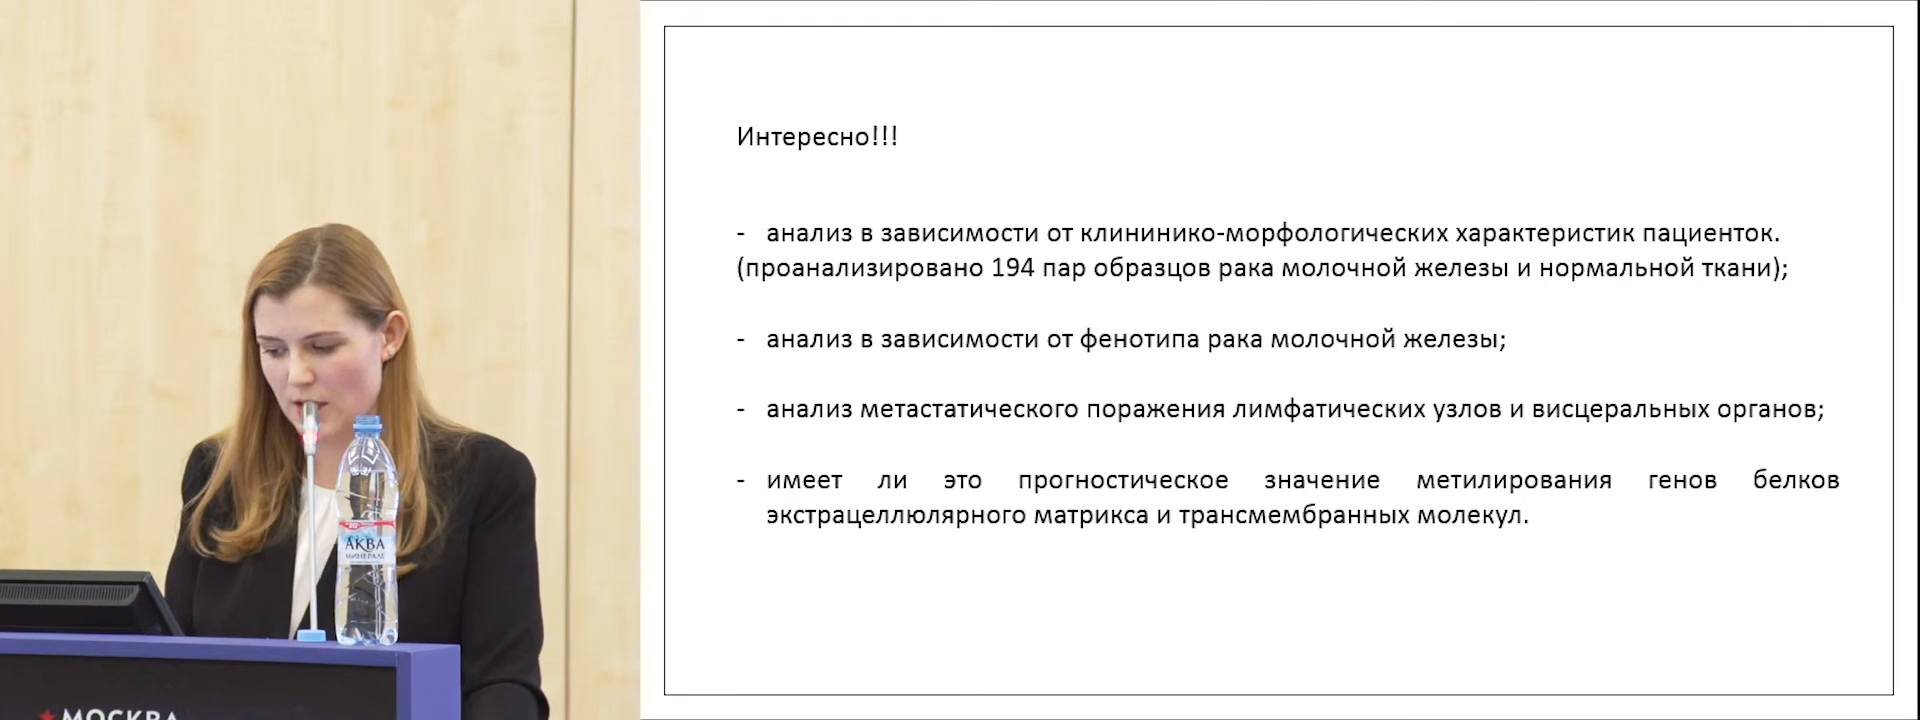 Интересно!!!
- анализ в зависимости от клининико-морфологических характеристик пациенток.
(проанализировано 194 пар образцов рака молочной железы и нормальной ткани);
- анализ в зависимости от фенотипа рака молочной железы;
- анализ метастатического поражения лимфатических узлов и висцеральных органов;
- имеет ли это прогностическое значение метилирования генов белков
экстрацеллюлярного матрикса и трансмембранных молекул.
АКВА
МИНЕРАЛЕ
МОСКВА